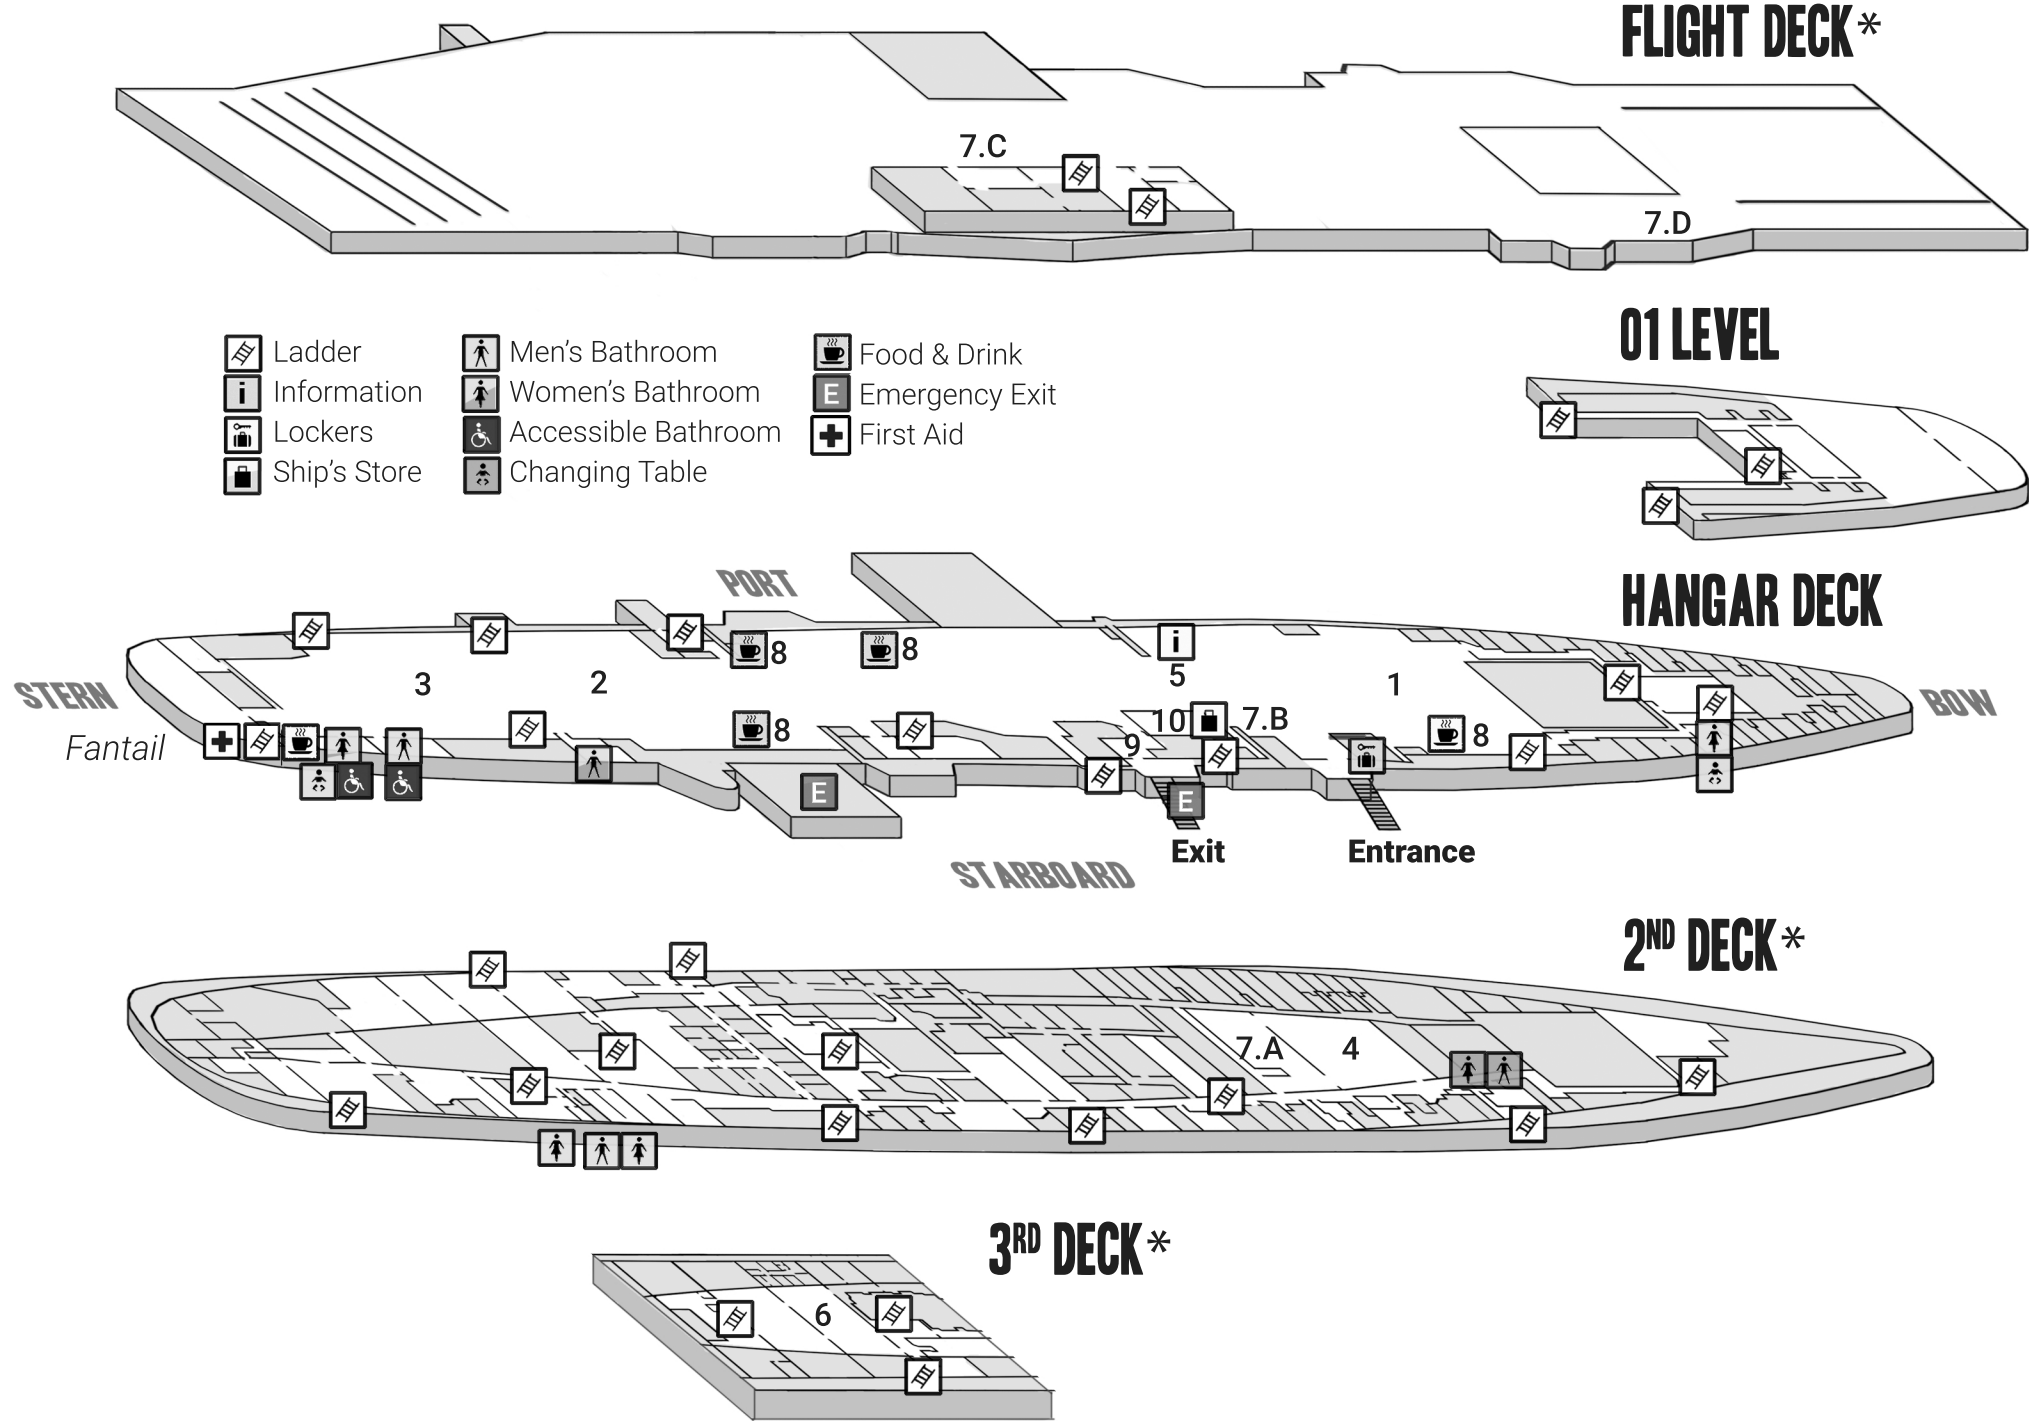 FLIGHT DECK*
7.C
7.D
01 LEVEL
Ladder
Information
Lockers
Ship's Store
Men's Bathroom
Women's Bathroom
Accessible Bathroom
Changing Table
Food & Drink
E Emergency Exit
First Aid
HANGAR DECK
PORT
STERN
BOW
Fantail
3
2
8
8
8
i
5
1
10
7.B
9
8
E
E
Exit
Entrance
STARBOARD
2ND DECK*
7.A
4
3RD DECK*
6